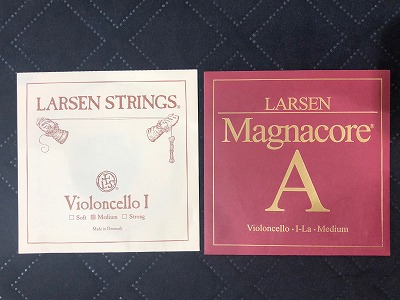 LARSEN STRINGS®
Violoncello I
☐ Soft ☒ Medium ☐ Strong
Made in Denmark
LARSEN
Magnacore®
A
Violoncello · I-La · Medium